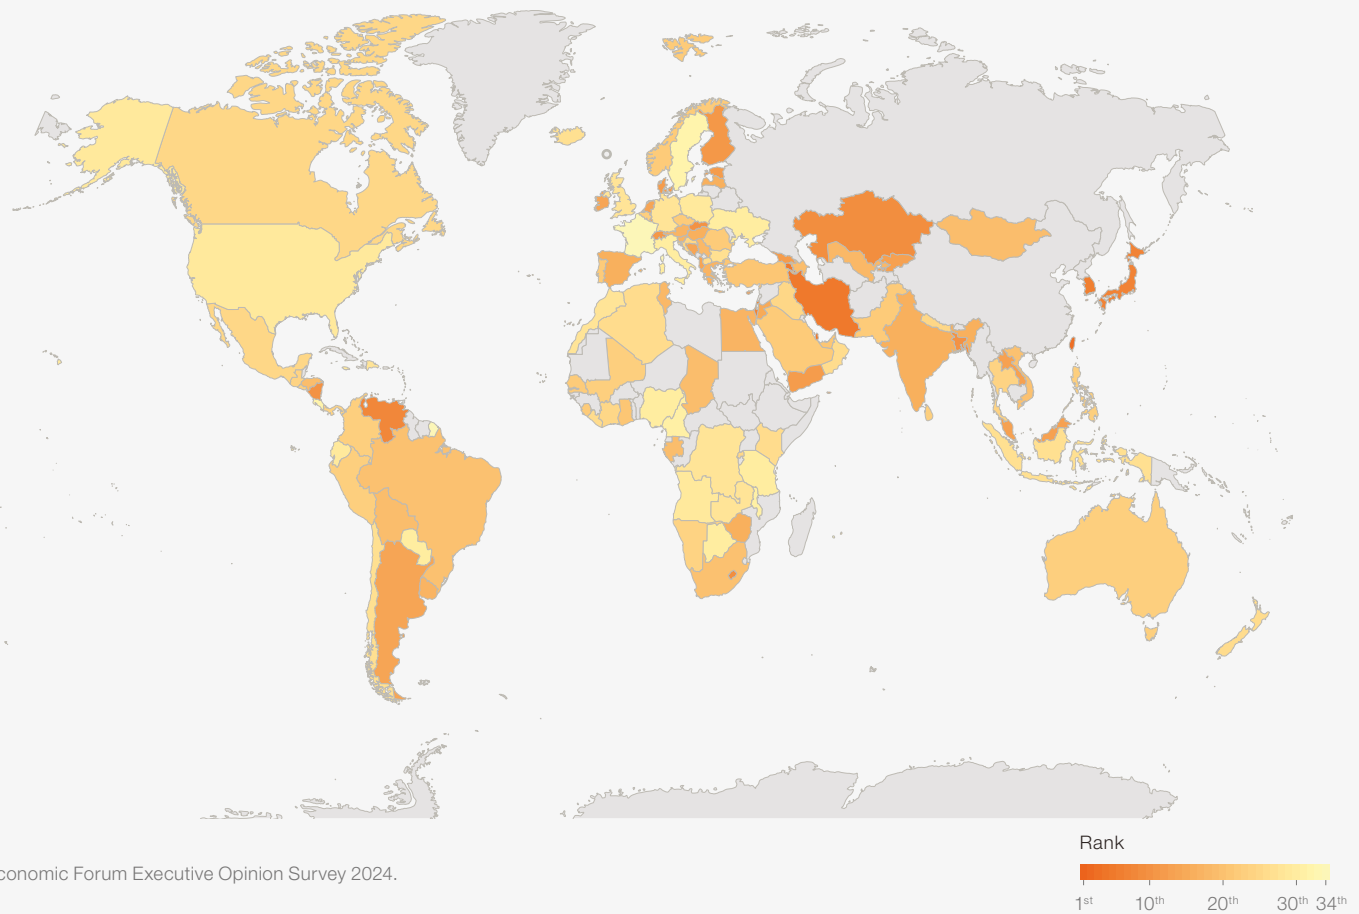 Rank
conomic Forum Executive Opinion Survey 2024.
1st 10th 20th 30th 34th